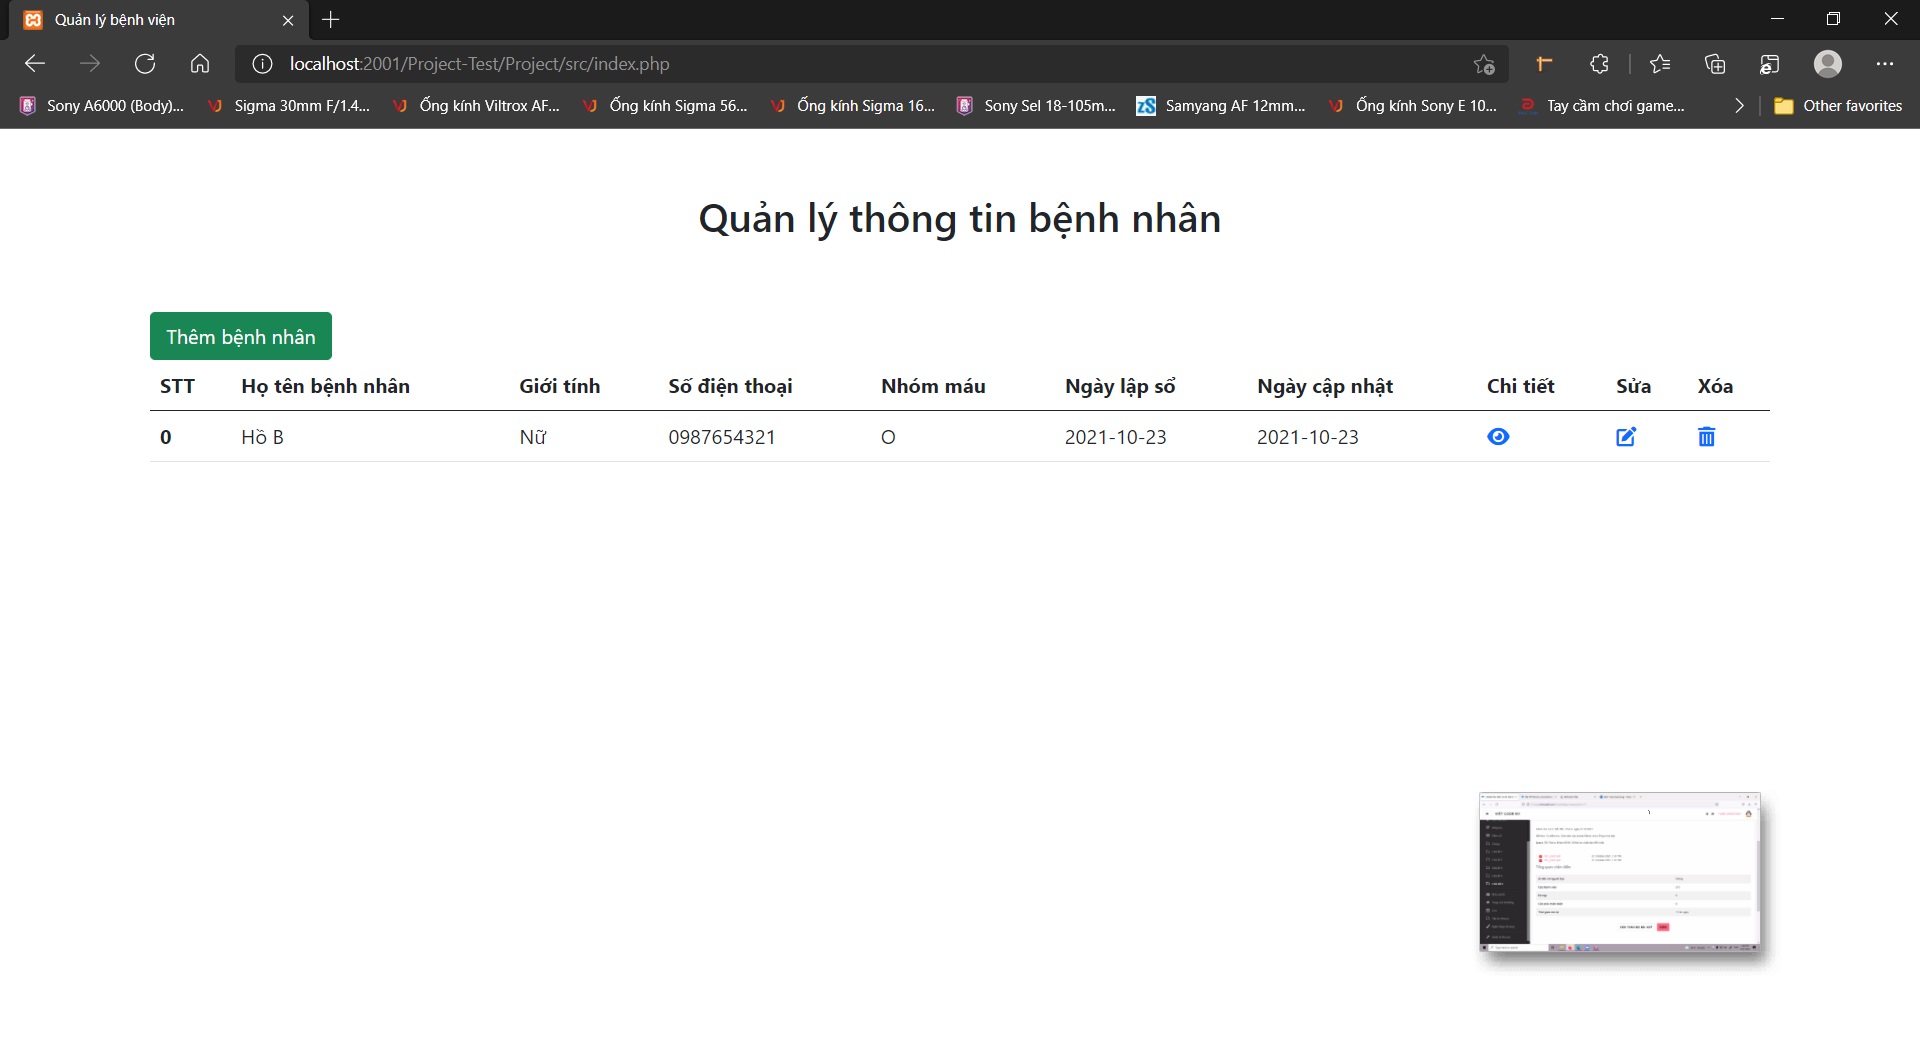 Quản lý bệnh viện
localhost:2001/Project-Test/Project/src/index.php
Sony A6000 (Body)... Sigma 30mm F/1.4... Ống kính Viltrox AF... Ống kính Sigma 56... Ống kính Sigma 16... Sony Sel 18-105m... Samyang AF 12mm... Ống kính Sony E 10... Tay cầm chơi game... Other favorites
Quản lý thông tin bệnh nhân
Thêm bệnh nhân
STT Họ tên bệnh nhân Giới tính Số điện thoại Nhóm máu Ngày lập sổ Ngày cập nhật Chi tiết Sửa Xóa
0 Hồ B Nữ 0987654321 O 2021-10-23 2021-10-23